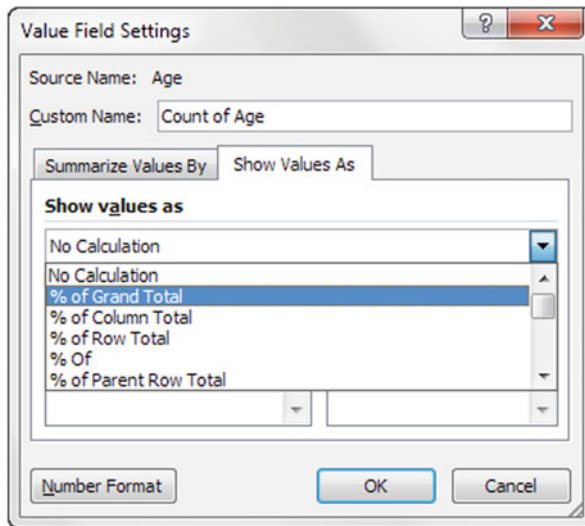 Value Field Settings
?
X
Source Name: Age
Custom Name: Count of Age
Summarize Values By Show Values As
Show values as
No Calculation
No Calculation
% of Grand Total
% of Column Total
% of Row Total
% Of
% of Parent Row Total
Number Format OK Cancel